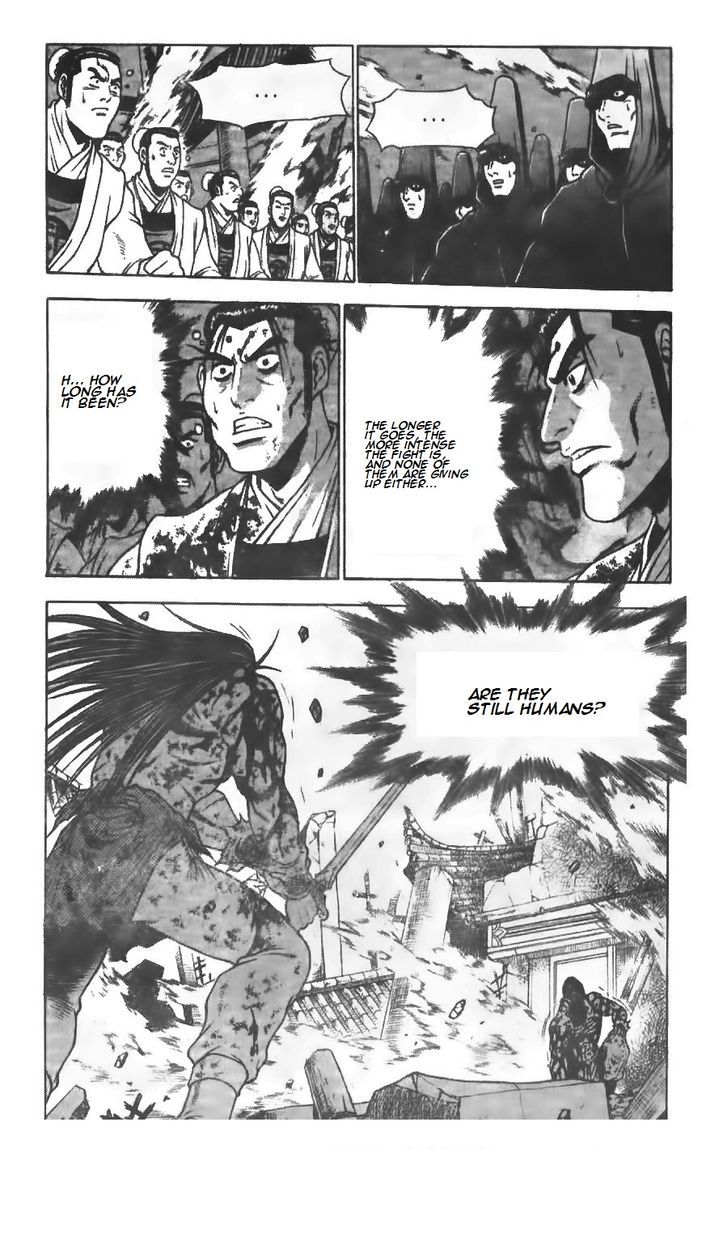 ...
...
H... HOW
LONG HAS
IT BEEN?
THE LONGER
IT GOES, THE
MORE INTENSE
THE FIGHT IS,
AND NONE OF
THEM ARE GIVING
UP EITHER...
ARE THEY
STILL HUMANS?